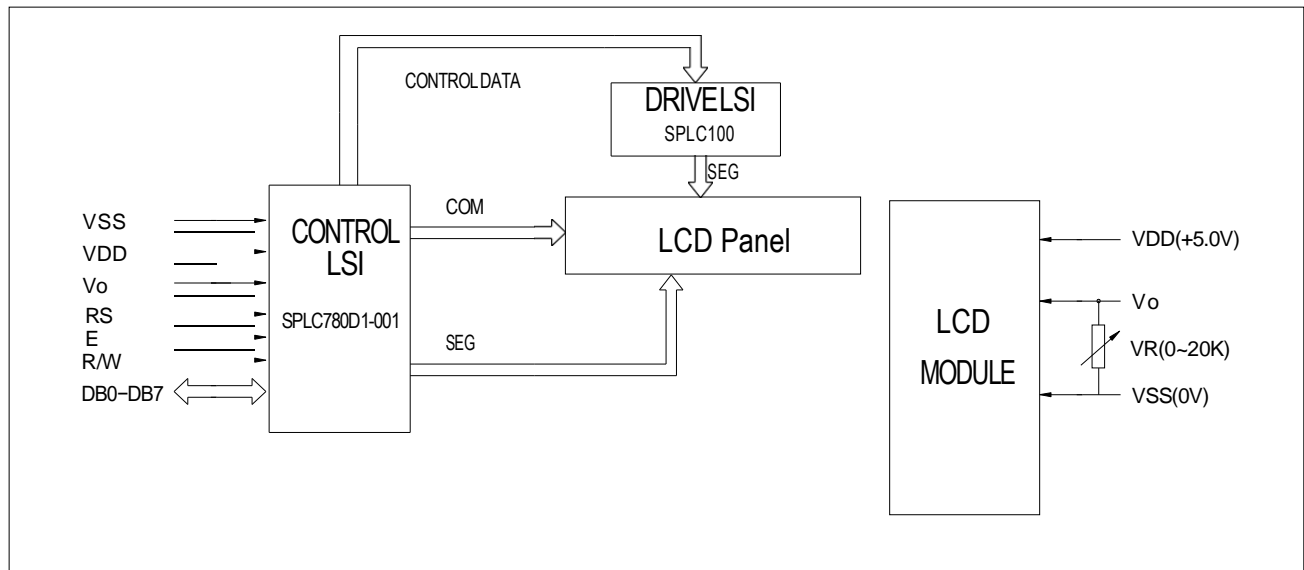 CONTROL DATA
DRIVE LSI
SPLC100
SEG
VSS
VDD
Vo
RS
E
R/W
DB0-DB7
CONTROL
LSI
SPLC780D1-001
COM
SEG
LCD Panel
LCD
MODULE
VDD(+5.0V)
Vo
VR(0~20K)
VSS(0V)